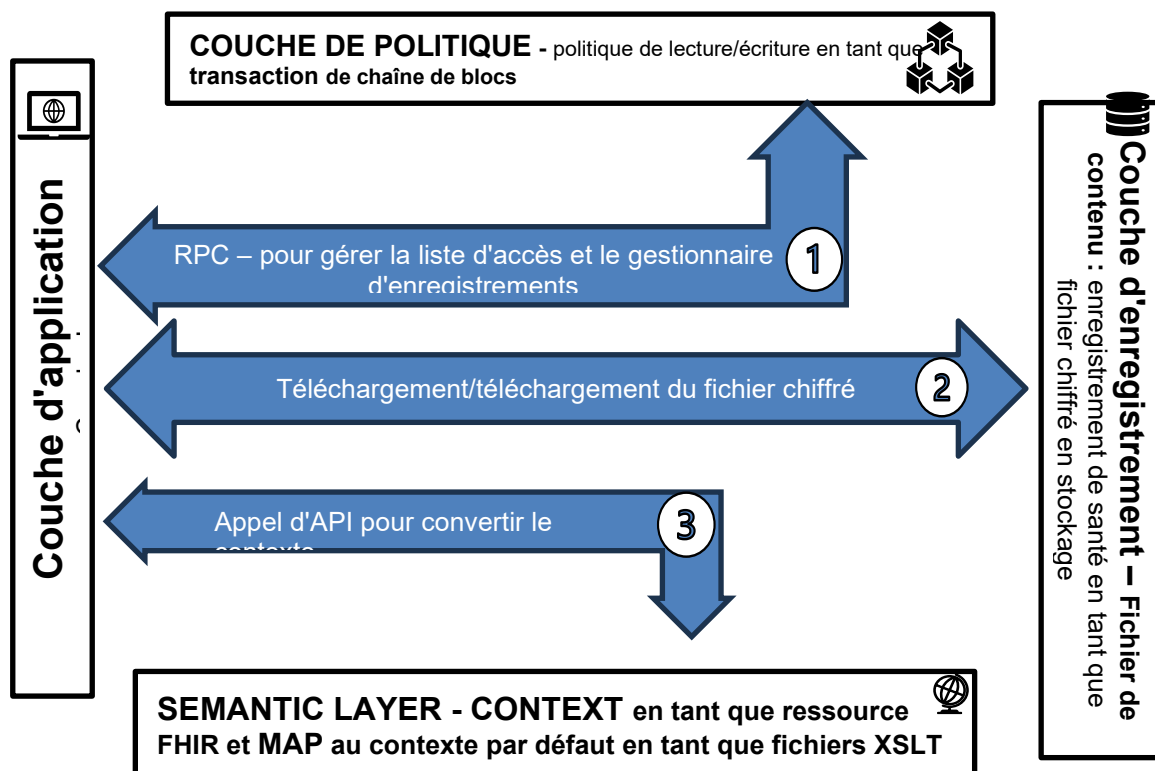 COUCHE DE POLITIQUE - politique de lecture/écriture en tant que
transaction de chaîne de blocs
Couche d'application
RPC – pour gérer la liste d'accès et le gestionnaire
d'enregistrements
1
Téléchargement/téléchargement du fichier chiffré
2
Appel d'API pour convertir le
contexte
3
Couche d'enregistrement – Fichier de
contenu : enregistrement de santé en tant que
fichier chiffré en stockage
SEMANTIC LAYER - CONTEXT en tant que ressource
FHIR et MAP au contexte par défaut en tant que fichiers XSLT